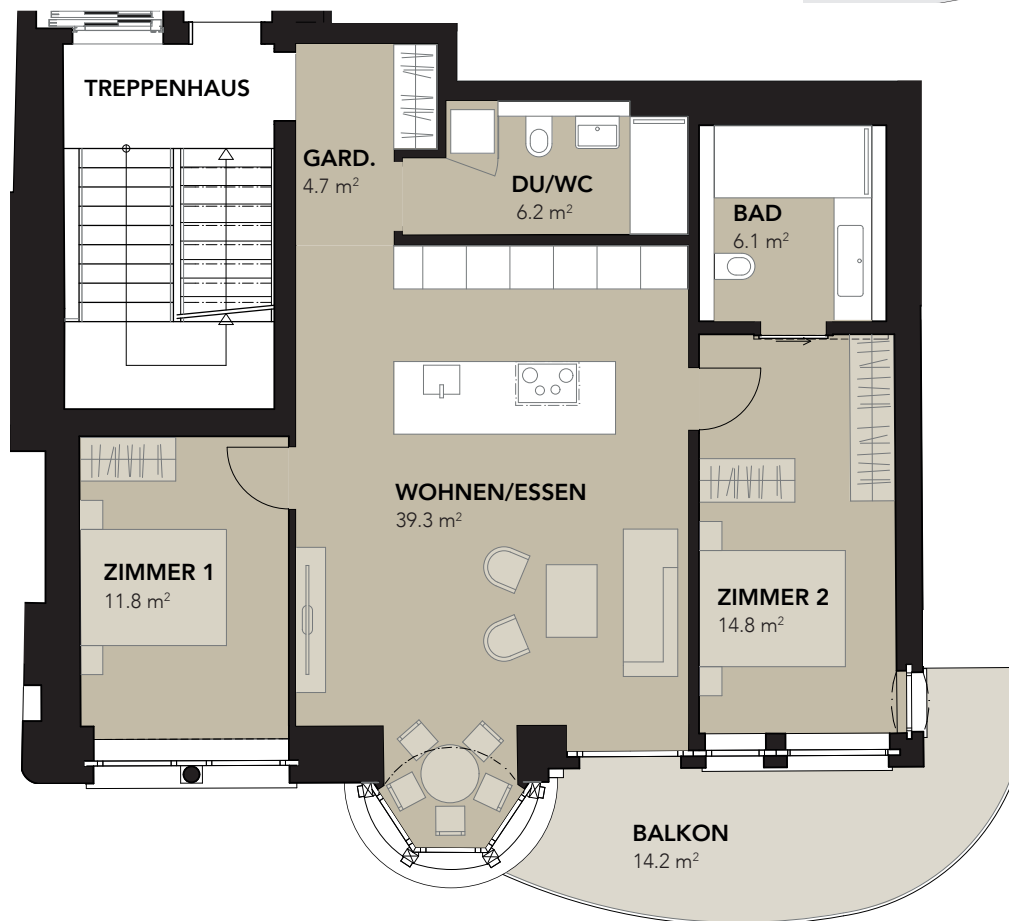 TREPPENHAUS
GARD.
4.7 m²
DU/WC
6.2 m²
BAD
6.1 m²
WOHNEN/ESSEN
39.3 m²
ZIMMER 1
11.8 m²
ZIMMER 2
14.8 m²
BALKON
14.2 m²